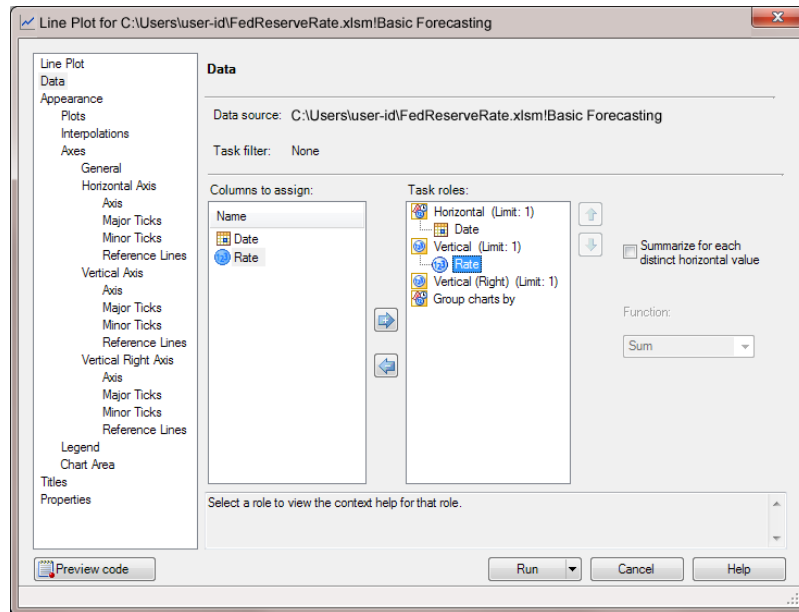 Line Plot for C:\Users\user-id\FedReserveRate.xlsm!Basic Forecasting
x
Line Plot
Data
Appearance
Plots
Interpolations
Axes
General
Horizontal Axis
Axis
Major Ticks
Minor Ticks
Reference Lines
Vertical Axis
Axis
Major Ticks
Minor Ticks
Reference Lines
Vertical Right Axis
Axis
Major Ticks
Minor Ticks
Reference Lines
Legend
Chart Area
Titles
Properties
Data
Data source: C:\Users\user-id\FedReserveRate.xlsm!Basic Forecasting
Task filter: None
Columns to assign:
Name
Date
Rate
Task roles:
Horizontal (Limit: 1)
Date
Vertical (Limit: 1)
Rate
Vertical (Right) (Limit: 1)
Group charts by
Summarize for each
distinct horizontal value
Function:
Sum
Select a role to view the context help for that role.
Preview code
Run
Cancel
Help